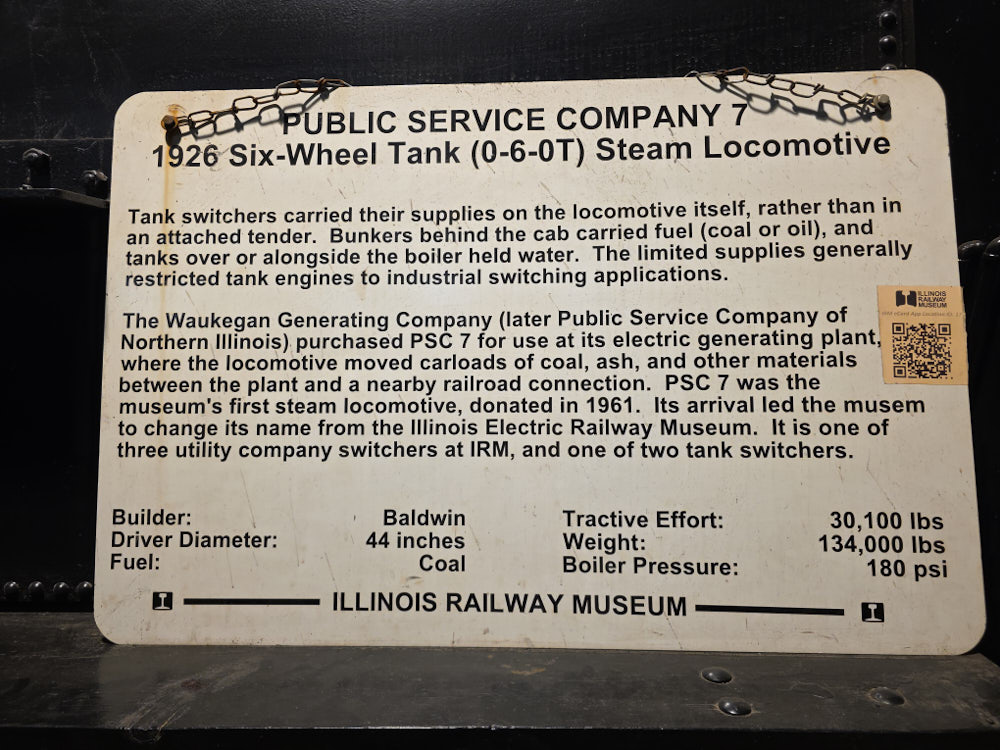 PUBLIC SERVICE COMPANY 7
1926 Six-Wheel Tank (0-6-0T) Steam Locomotive
Tank switchers carried their supplies on the locomotive itself, rather than in
an attached tender. Bunkers behind the cab carried fuel (coal or oil), and
tanks over or alongside the boiler held water. The limited supplies generally
restricted tank engines to industrial switching applications.
The Waukegan Generating Company (later Public Service Company of
Northern Illinois) purchased PSC 7 for use at its electric generating plant,
where the locomotive moved carloads of coal, ash, and other materials
between the plant and a nearby railroad connection. PSC 7 was the
museum's first steam locomotive, donated in 1961. Its arrival led the musem
to change its name from the Illinois Electric Railway Museum. It is one of
three utility company switchers at IRM, and one of two tank switchers.
ILLINOIS
RAILWAY
MUSEUM
Builder: Baldwin
Driver Diameter: 44 inches
Fuel: Coal
Tractive Effort: 30,100 lbs
Weight: 134,000 lbs
Boiler Pressure: 180 psi
ILLINOIS RAILWAY MUSEUM